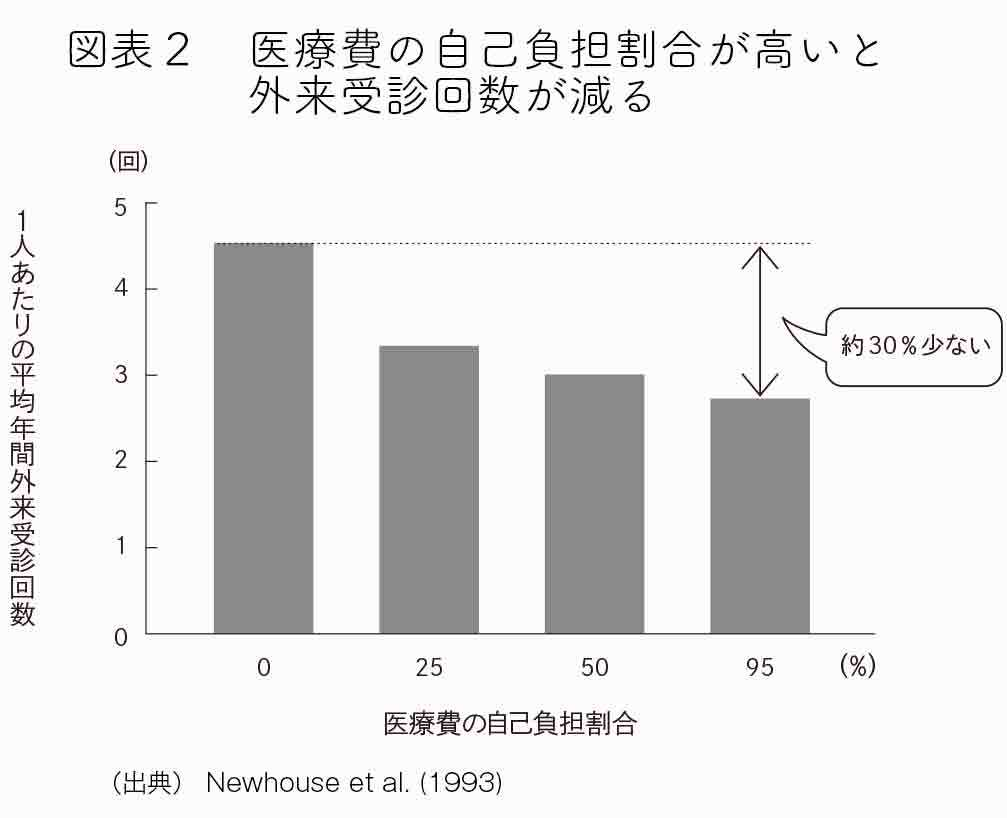 図表2　医療費の自己負担割合が高いと
外来受診回数が減る
(回)
1人あたりの平均年間外来受診回数
5
4
3
2
1
0
約30%少ない
0 25 50 95 (%)
医療費の自己負担割合
（出典） Newhouse et al. (1993)